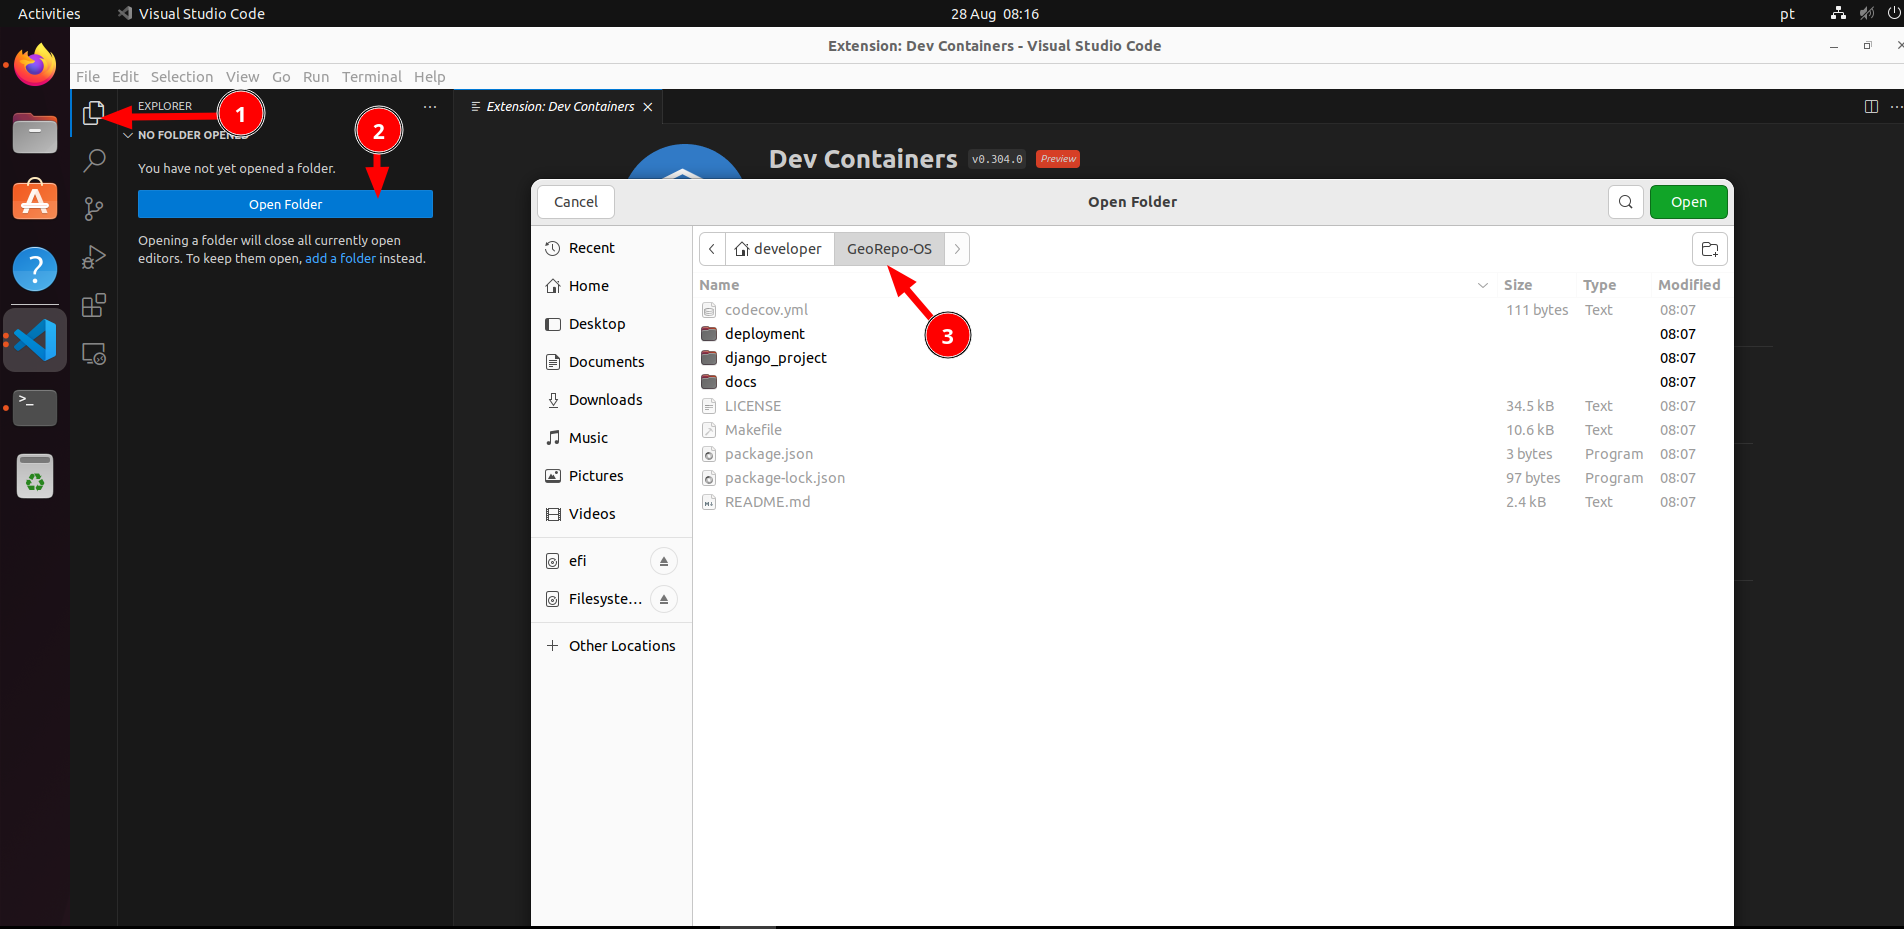 Activities
Visual Studio Code
28 Aug 08:16
pt
Extension: Dev Containers - Visual Studio Code
File Edit Selection View Go Run Terminal Help
EXPLORER
1
2
Extension: Dev Containers
NO FOLDER OPENED
You have not yet opened a folder.
Open Folder
Opening a folder will close all currently open
editors. To keep them open, add a folder instead.
Dev Containers v0.304.0 Preview
Cancel
Open Folder
Open
Recent
Home
Desktop
Documents
Downloads
Music
Pictures
Videos
efi
Filesyste...
Other Locations
developer GeoRepo-OS
3
Name Size Type Modified
codecov.yml 111 bytes Text 08:07
deployment 08:07
django_project 08:07
docs 08:07
LICENSE 34.5 kB Text 08:07
Makefile 10.6 kB Text 08:07
package.json 3 bytes Program 08:07
package-lock.json 97 bytes Program 08:07
README.md 2.4 kB Text 08:07